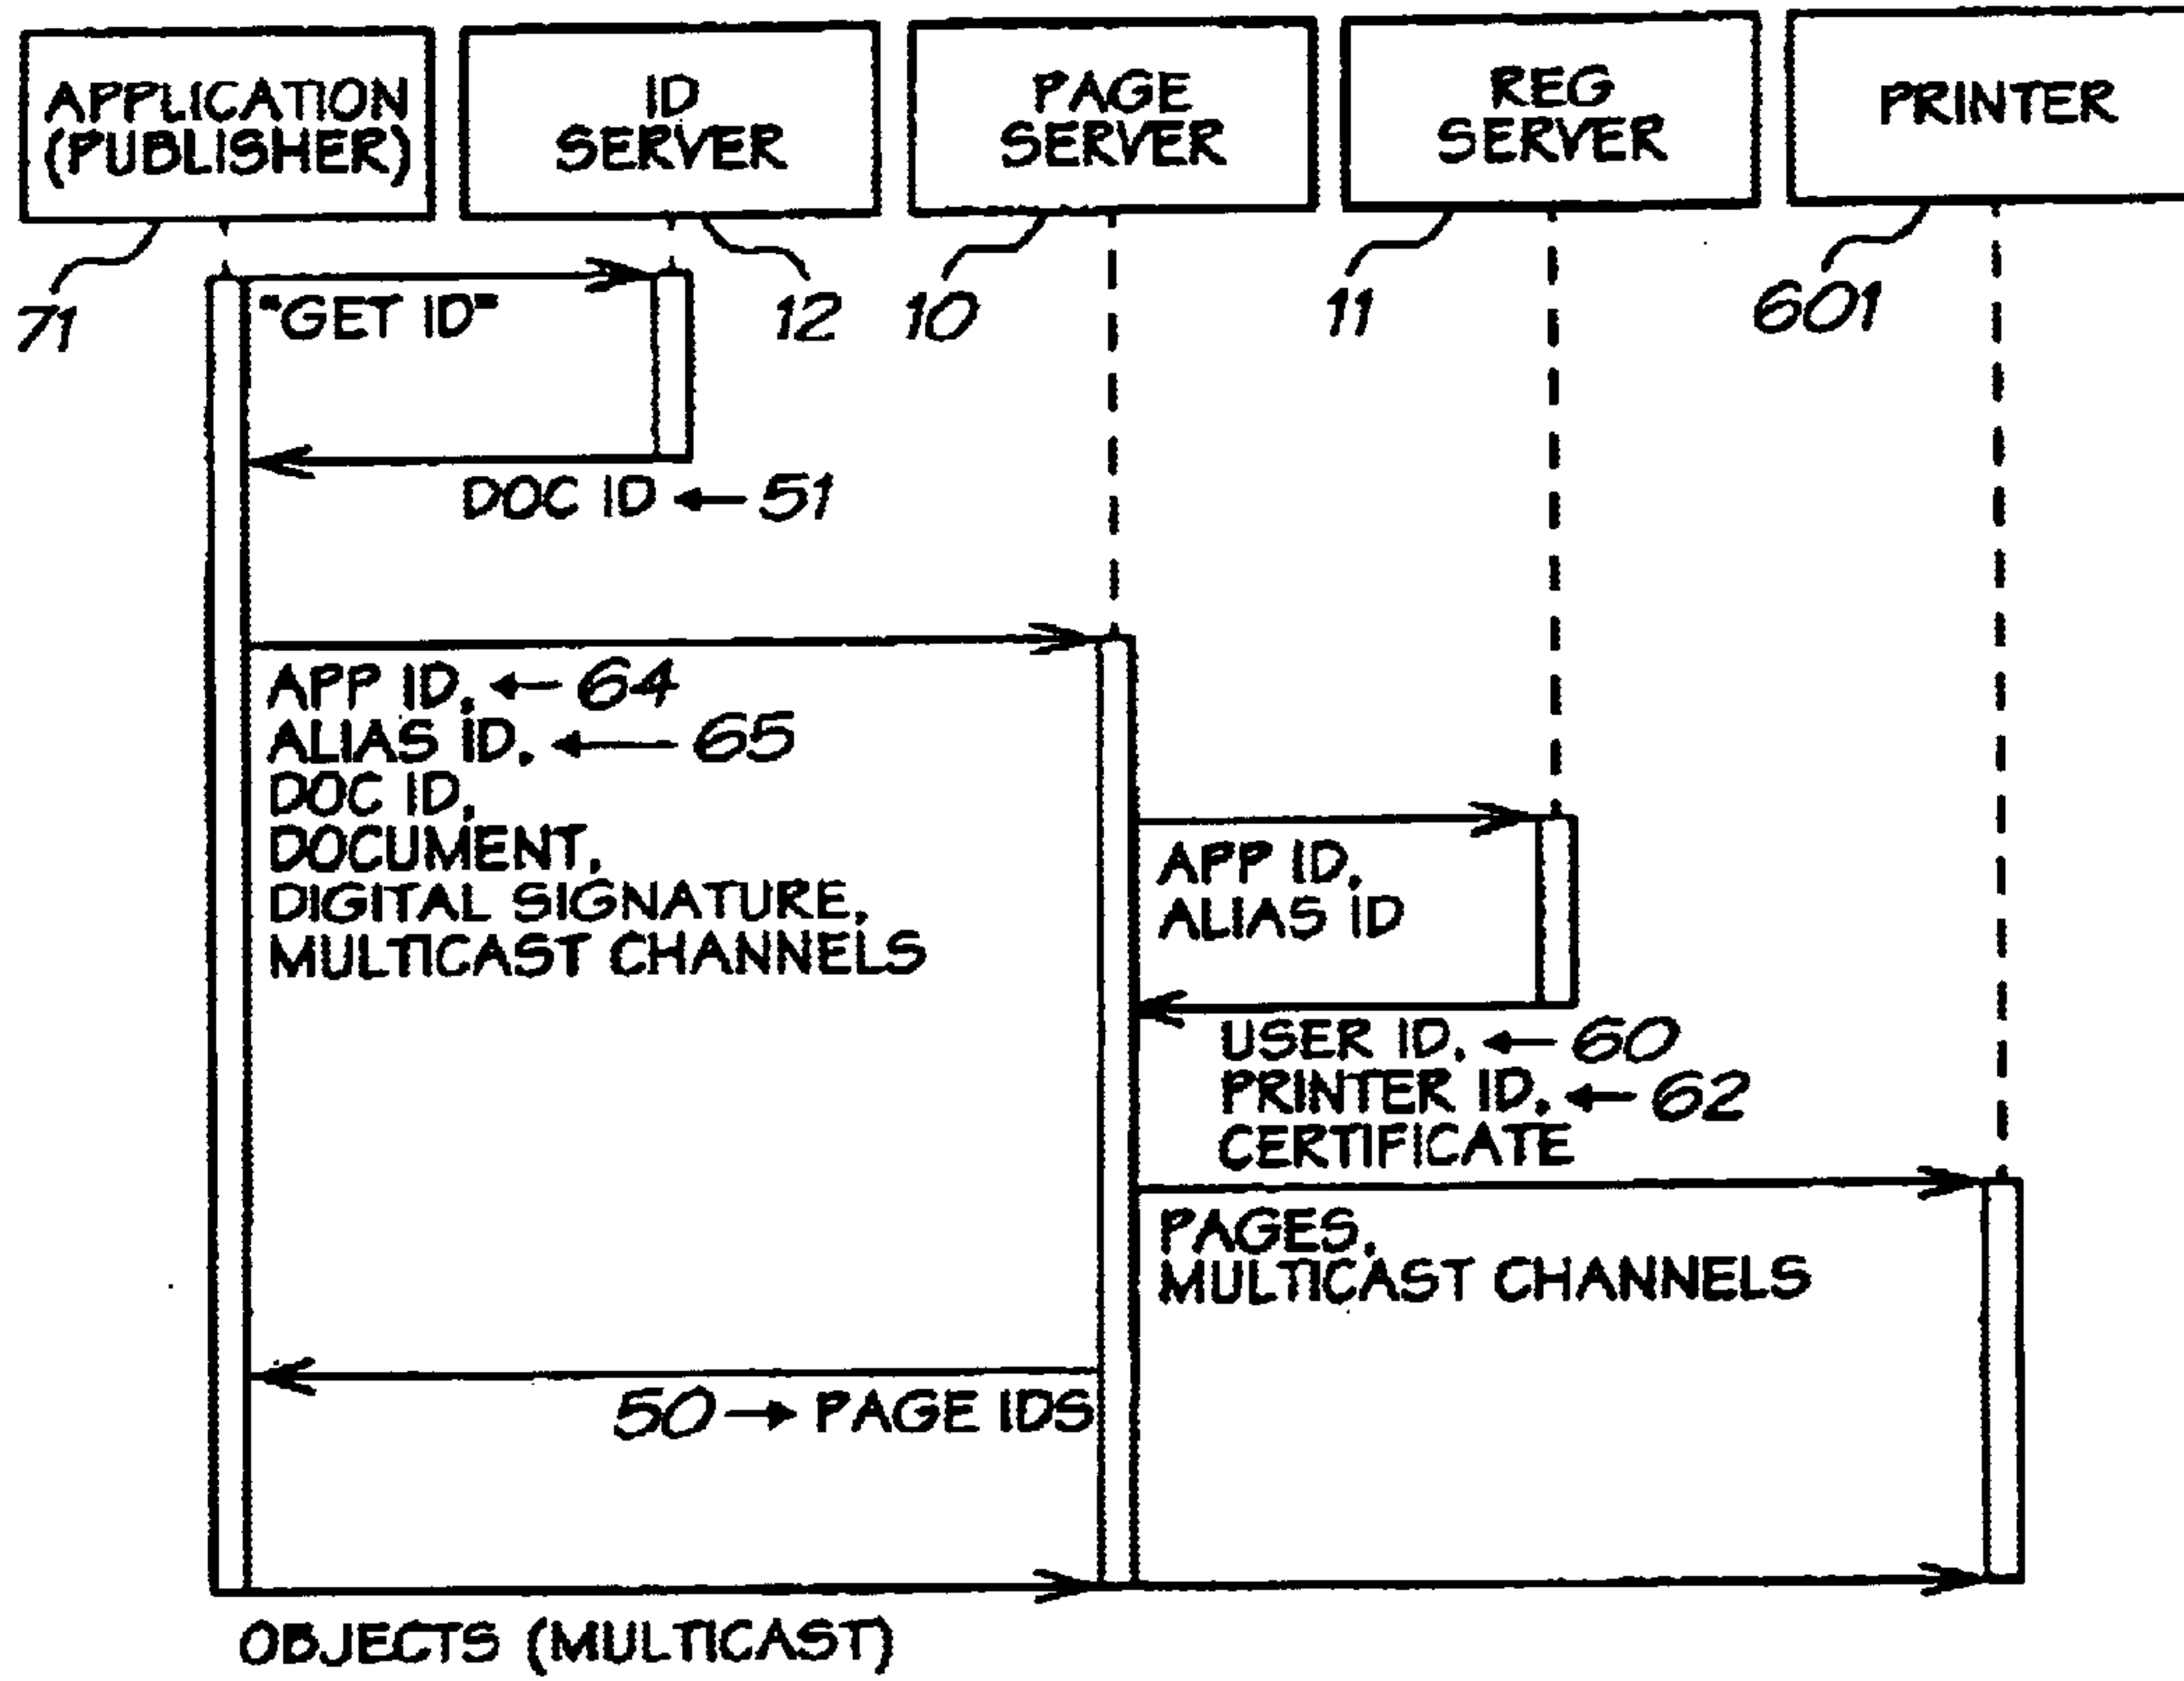 APPLICATION
(PUBLISHER)
ID
SERVER
PAGE
SERVER
REG
SERVER
PRINTER
71
12
10
11
601
"GET ID"
DOC ID
51
APP ID,
64
ALIAS ID,
65
DOC ID,
DOCUMENT,
DIGITAL SIGNATURE,
MULTICAST CHANNELS
APP ID,
ALIAS ID
USER ID,
60
PRINTER ID,
62
CERTIFICATE
PAGES,
MULTICAST CHANNELS
50
PAGE IDS
OBJECTS (MULTICAST)